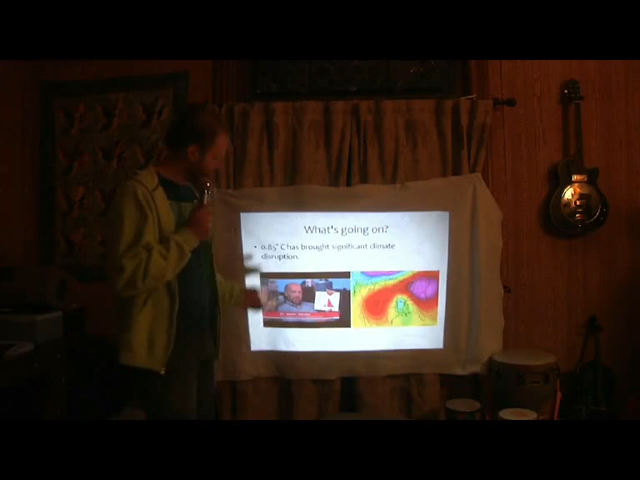 What's going on?
• 0.85° C has brought significant climate
disruption.